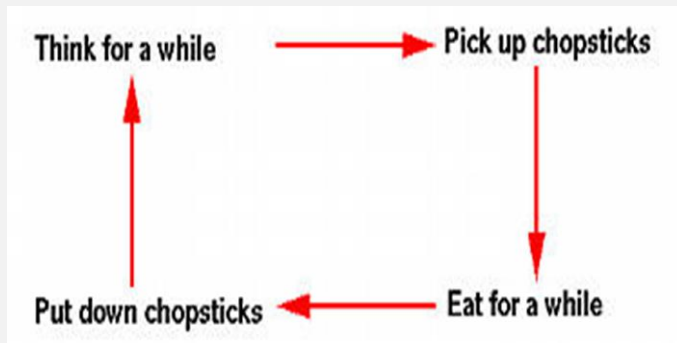 Think for a while
Pick up chopsticks
Put down chopsticks
Eat for a while